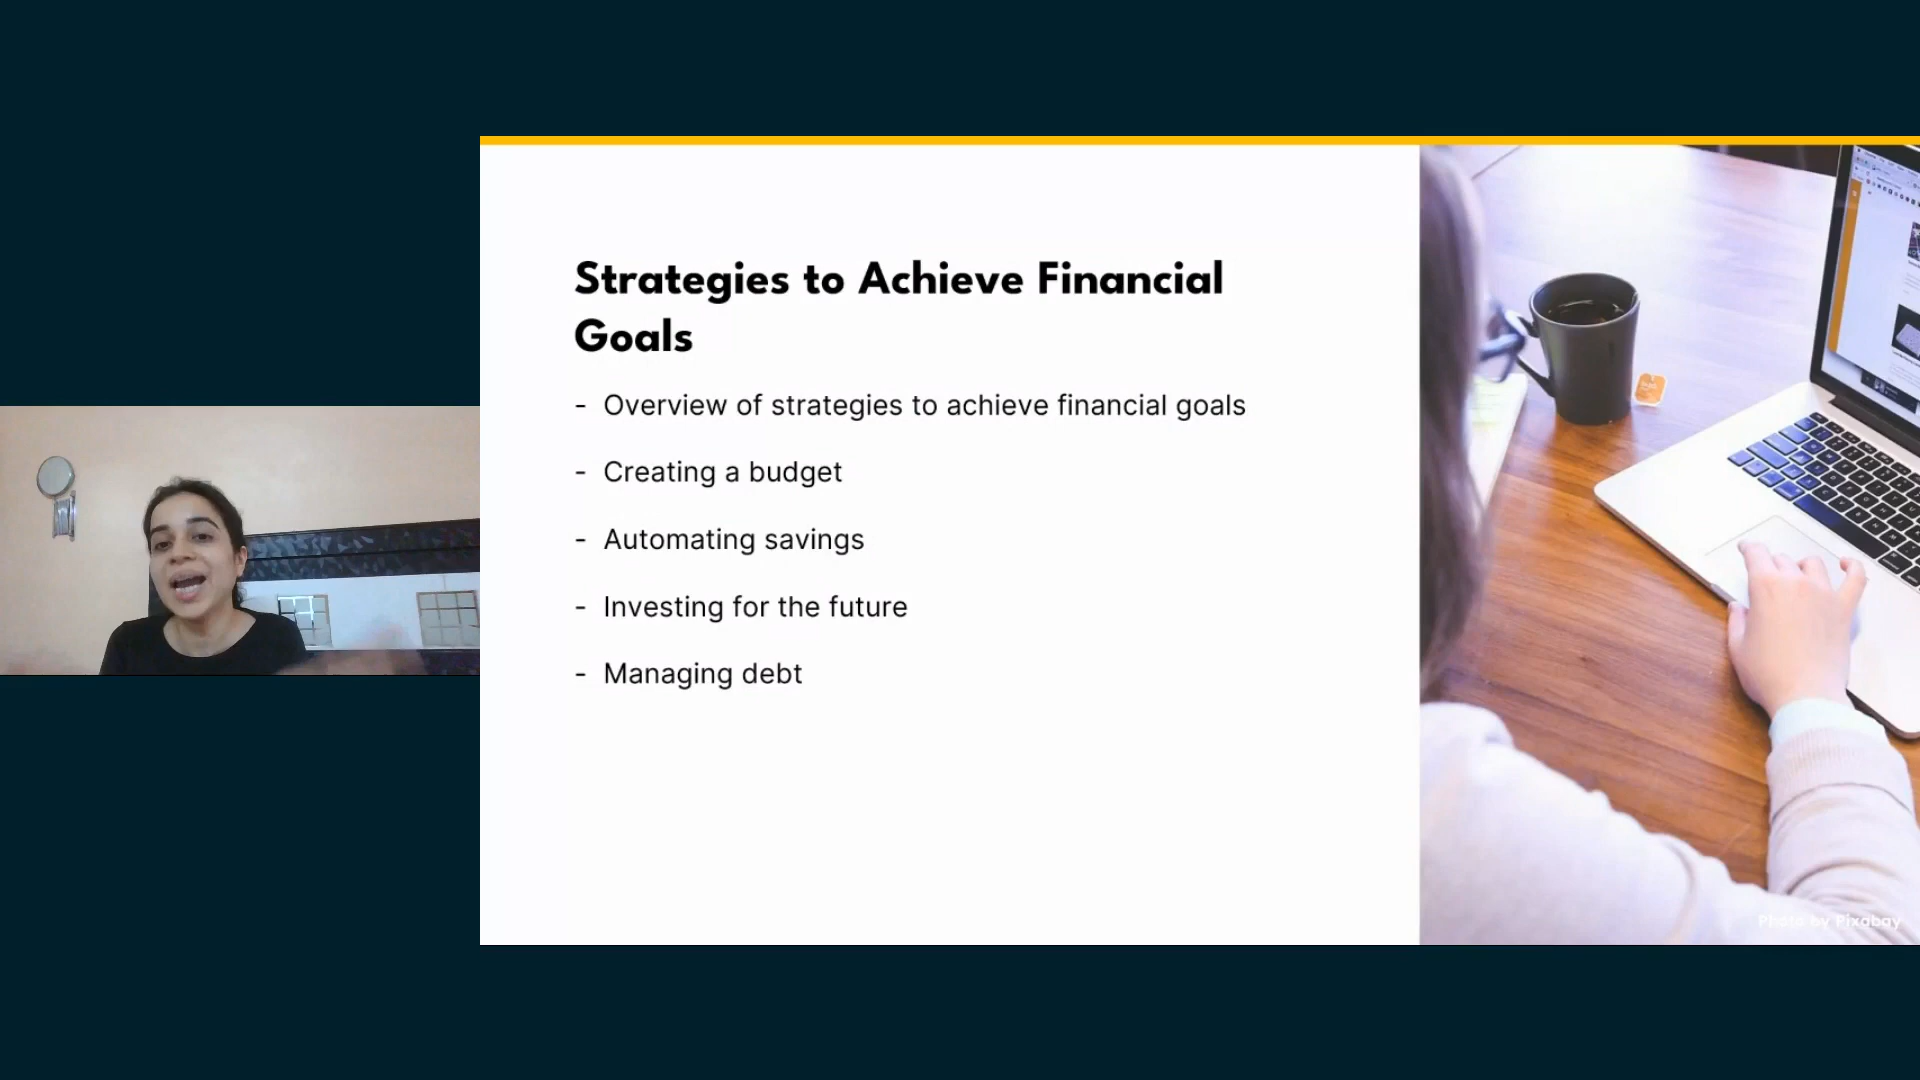 Strategies to Achieve Financial
Goals
- Overview of strategies to achieve financial goals
- Creating a budget
- Automating savings
- Investing for the future
- Managing debt
Photo by Pixabay